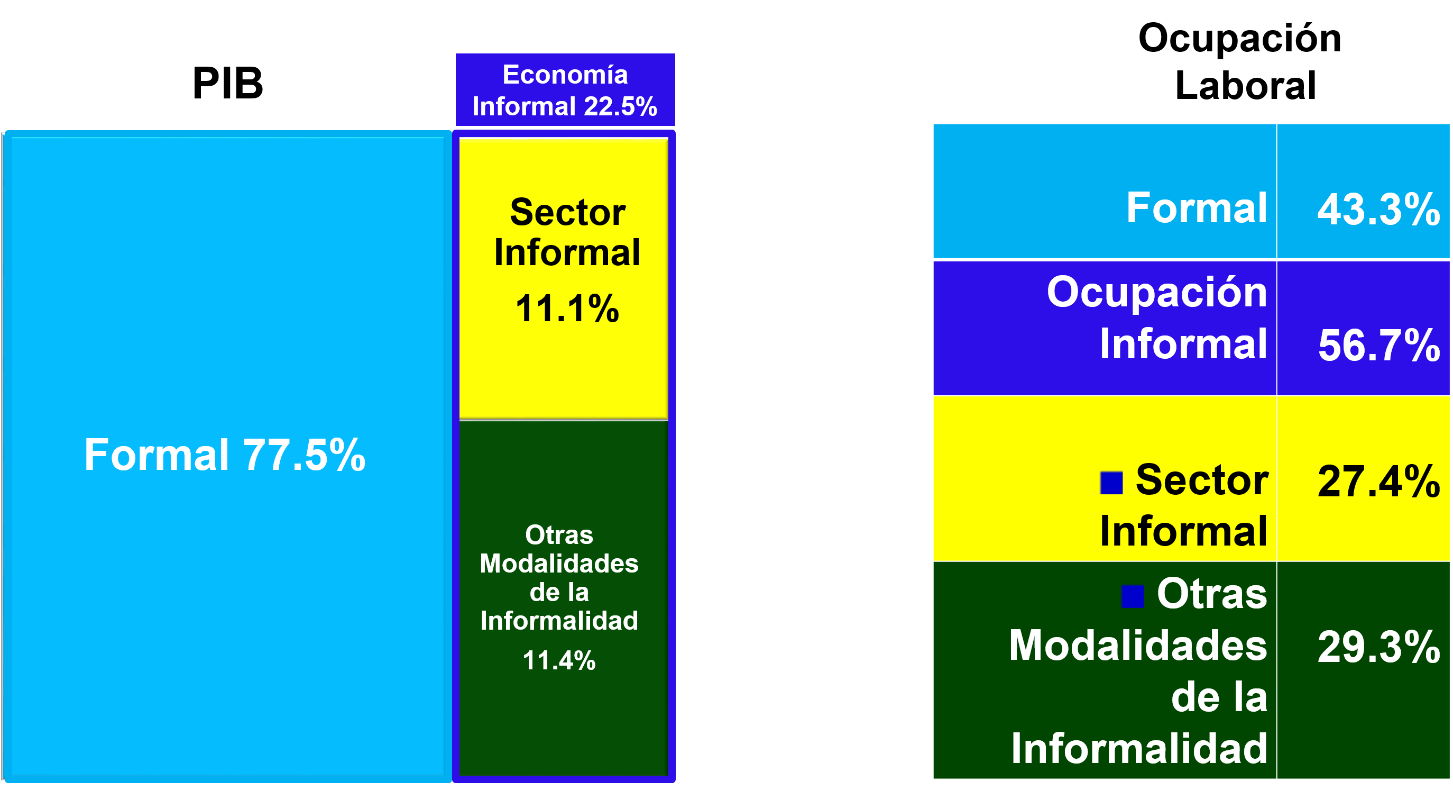 PIB
Economía
Informal 22.5%
Formal 77.5%
Sector
Informal
11.1%
Otras
Modalidades
de la
Informalidad
11.4%
Ocupación
Laboral
Formal 43.3%
Ocupación
Informal 56.7%
Sector 27.4%
Informal
Otras
Modalidades 29.3%
de la
Informalidad